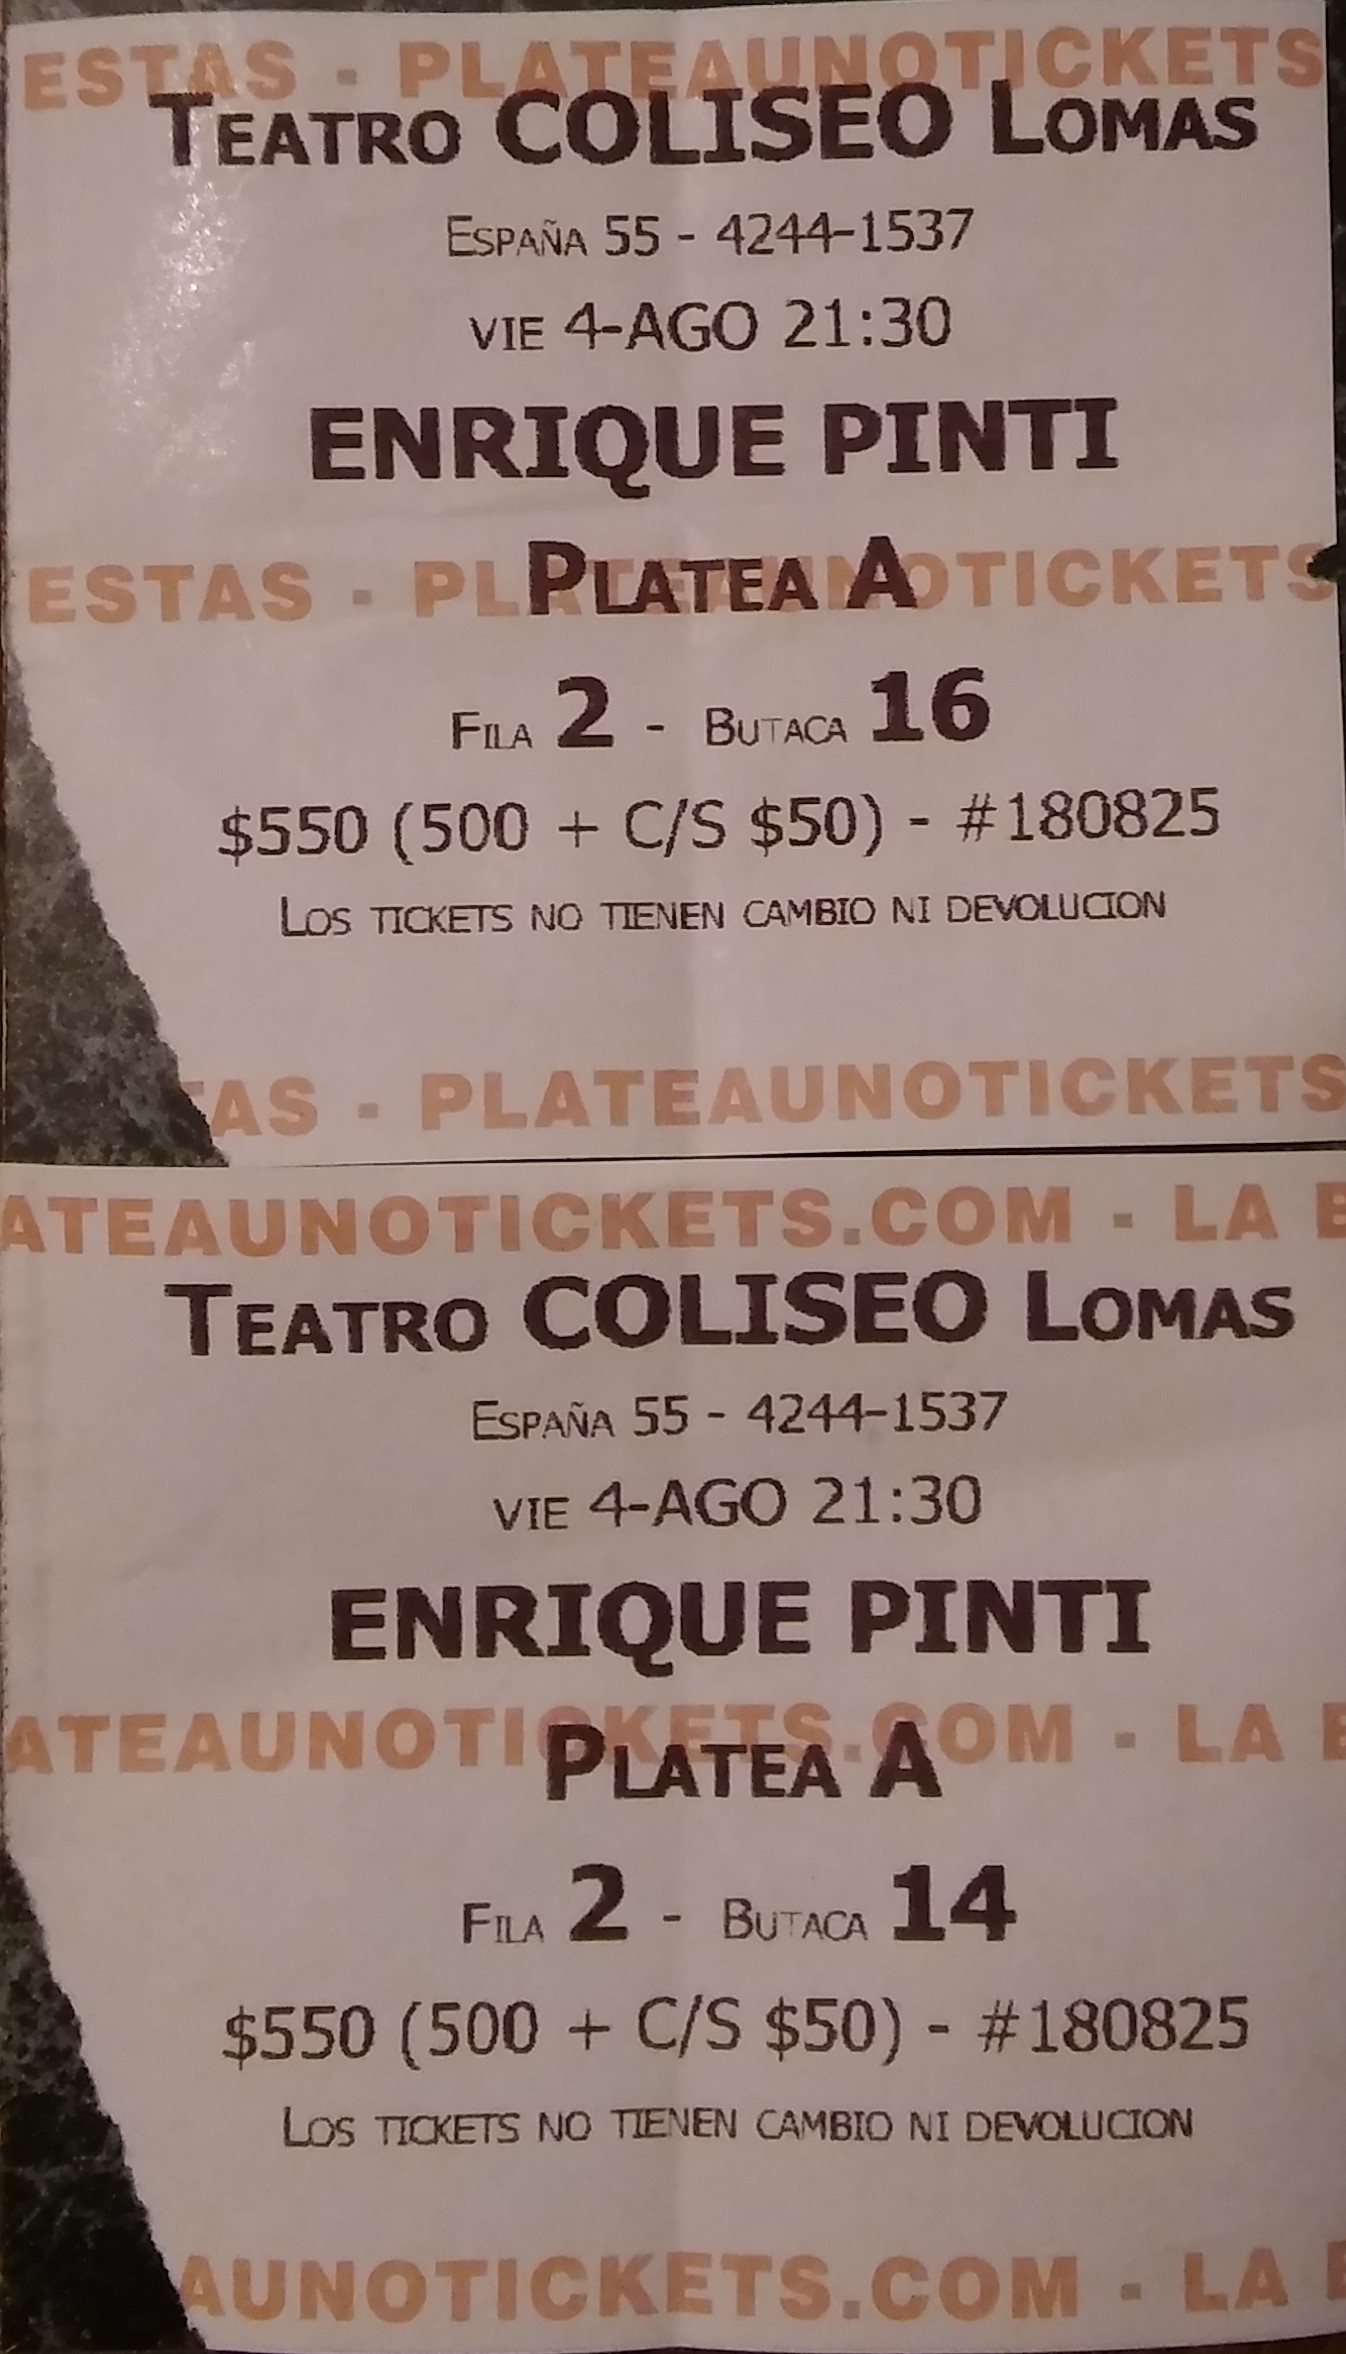 ESTAS - PLATEAUNOTICKETS
TEATRO COLISEO LOMAS
ESPAÑA 55 - 4244-1537
VIE 4-AGO 21:30
ENRIQUE PINTI
ESTAS - PLATEAUNOTICKETS
PLATEA A
FILA 2 - BUTACA 16
$550 (500 + C/S $50) - #180825
LOS TICKETS NO TIENEN CAMBIO NI DEVOLUCION
TAS - PLATEAUNOTICKETS
ATEAUNOTICKETS.COM - LA B
TEATRO COLISEO LOMAS
ESPAÑA 55 - 4244-1537
VIE 4-AGO 21:30
ENRIQUE PINTI
ATEAUNOTICKETS.COM - LA B
PLATEA A
FILA 2 - BUTACA 14
$550 (500 + C/S $50) - #180825
LOS TICKETS NO TIENEN CAMBIO NI DEVOLUCION
AUNOTICKETS.COM - LA B